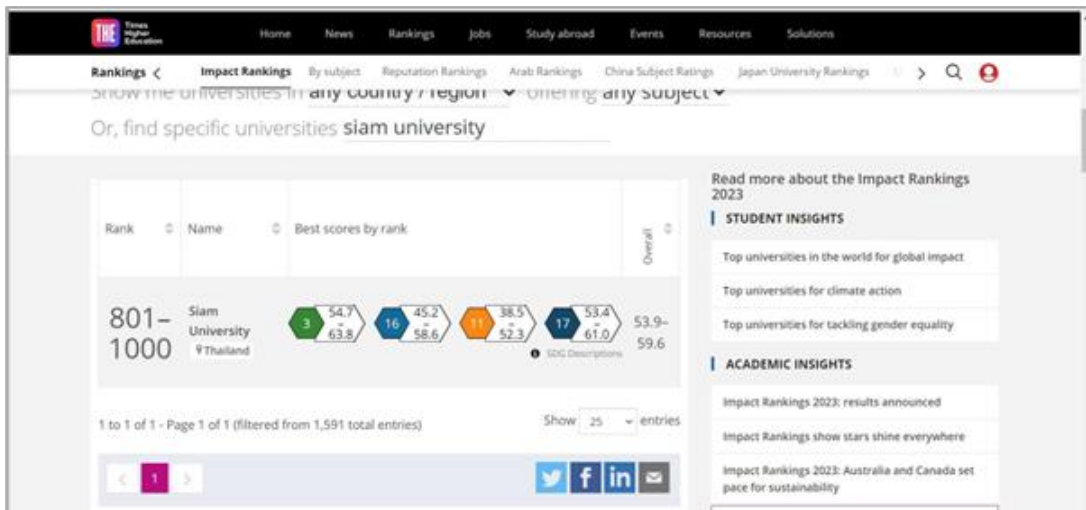 THE Times Higher Education
Home News Rankings Jobs Study abroad Events Resources Solutions
Rankings Impact Rankings By subject Reputation Rankings Arab Rankings China Subject Ratings Japan University Rankings
Show me universities in any country / region offering any subject
Or, find specific universities siam university
Rank Name Best scores by rank Overall
801–1000
Siam University
Thailand
3 54.7–63.8
16 45.2–58.6
11 38.5–52.3
17 53.4–61.0
SDG Descriptions
53.9–59.6
1 to 1 of 1 - Page 1 of 1 (filtered from 1,591 total entries)
Show 25 entries
1
Read more about the Impact Rankings
2023
STUDENT INSIGHTS
Top universities in the world for global impact
Top universities for climate action
Top universities for tackling gender equality
ACADEMIC INSIGHTS
Impact Rankings 2023: results announced
Impact Rankings show stars shine everywhere
Impact Rankings 2023: Australia and Canada set
pace for sustainability